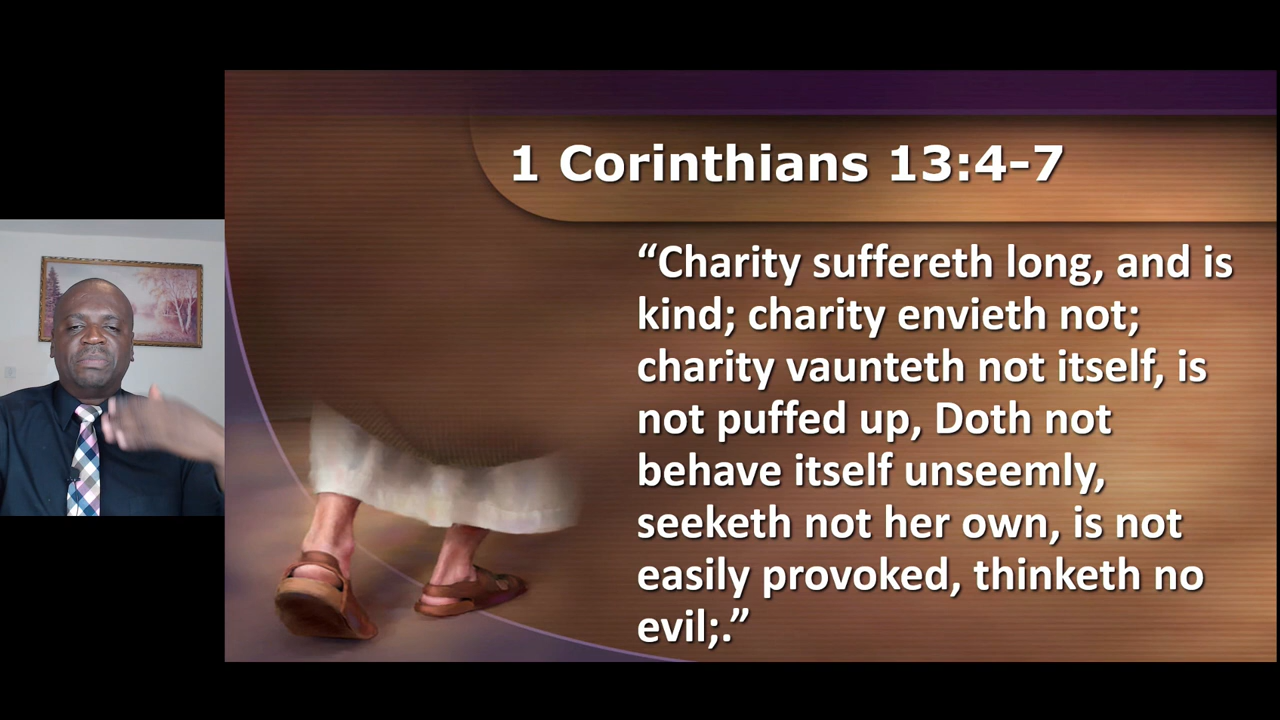 1 Corinthians 13:4-7
“Charity suffereth long, and is
kind; charity envieth not;
charity vaunteth not itself, is
not puffed up, Doth not
behave itself unseemly,
seeketh not her own, is not
easily provoked, thinketh no
evil;.”